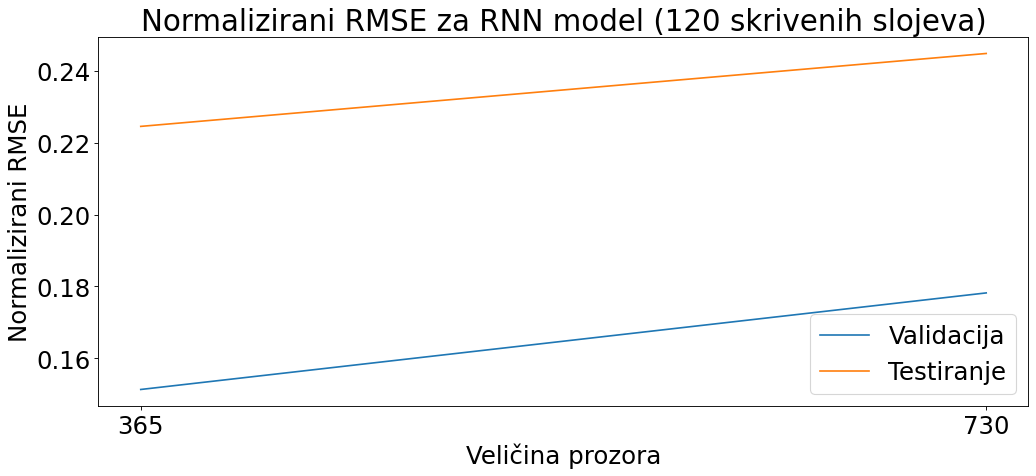 Normalizirani RMSE za RNN model (120 skrivenih slojeva)
Normalizirani RMSE
0.24
0.22
0.20
0.18
0.16
365
730
Veličina prozora
Validacija
Testiranje